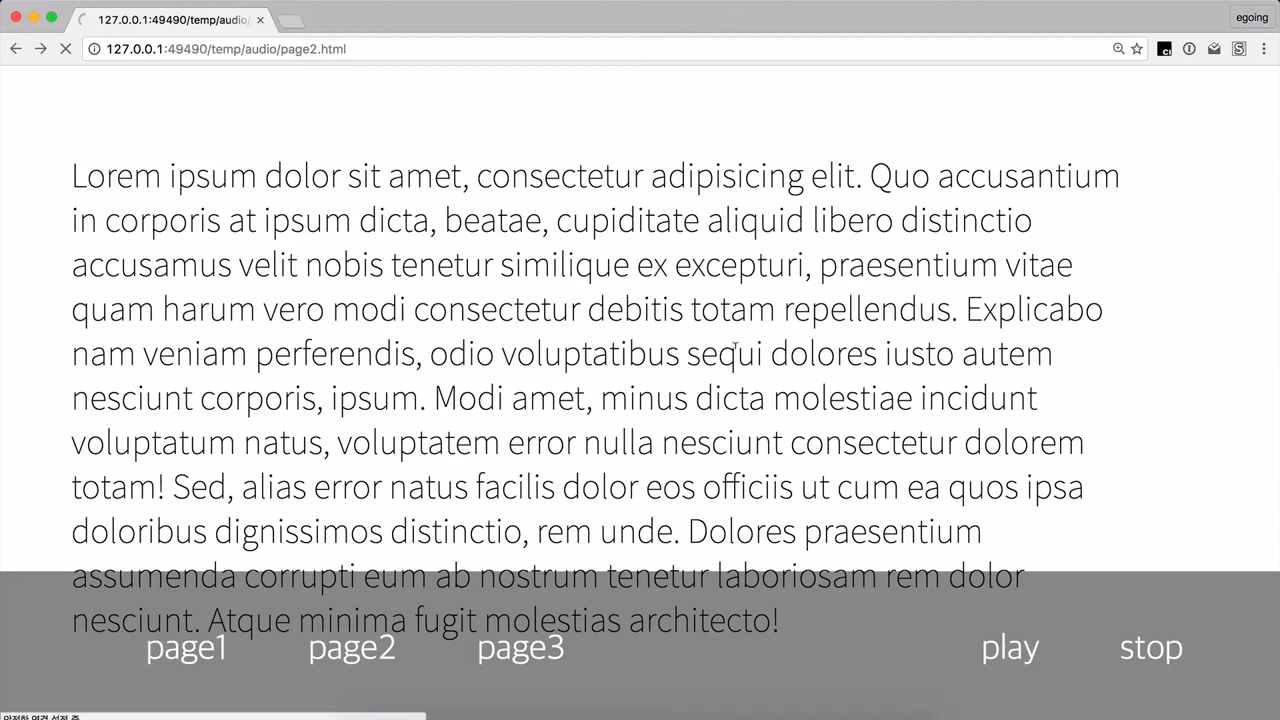 127.0.0.1:49490/temp/audio/
egoing
127.0.0.1:49490/temp/audio/page2.html
Lorem ipsum dolor sit amet, consectetur adipisicing elit. Quo accusantium
in corporis at ipsum dicta, beatae, cupiditate aliquid libero distinctio
accusamus velit nobis tenetur similique ex excepturi, praesentium vitae
quam harum vero modi consectetur debitis totam repellendus. Explicabo
nam veniam perferendis, odio voluptatibus sequi dolores iusto autem
nesciunt corporis, ipsum. Modi amet, minus dicta molestiae incidunt
voluptatum natus, voluptatem error nulla nesciunt consectetur dolorem
totam! Sed, alias error natus facilis dolor eos officiis ut cum ea quos ipsa
doloribus dignissimos distinctio, rem unde. Dolores praesentium
assumenda corrupti eum ab nostrum tenetur laboriosam rem dolor
nesciunt. Atque minima fugit molestias architecto!
page1 page2 page3 play stop